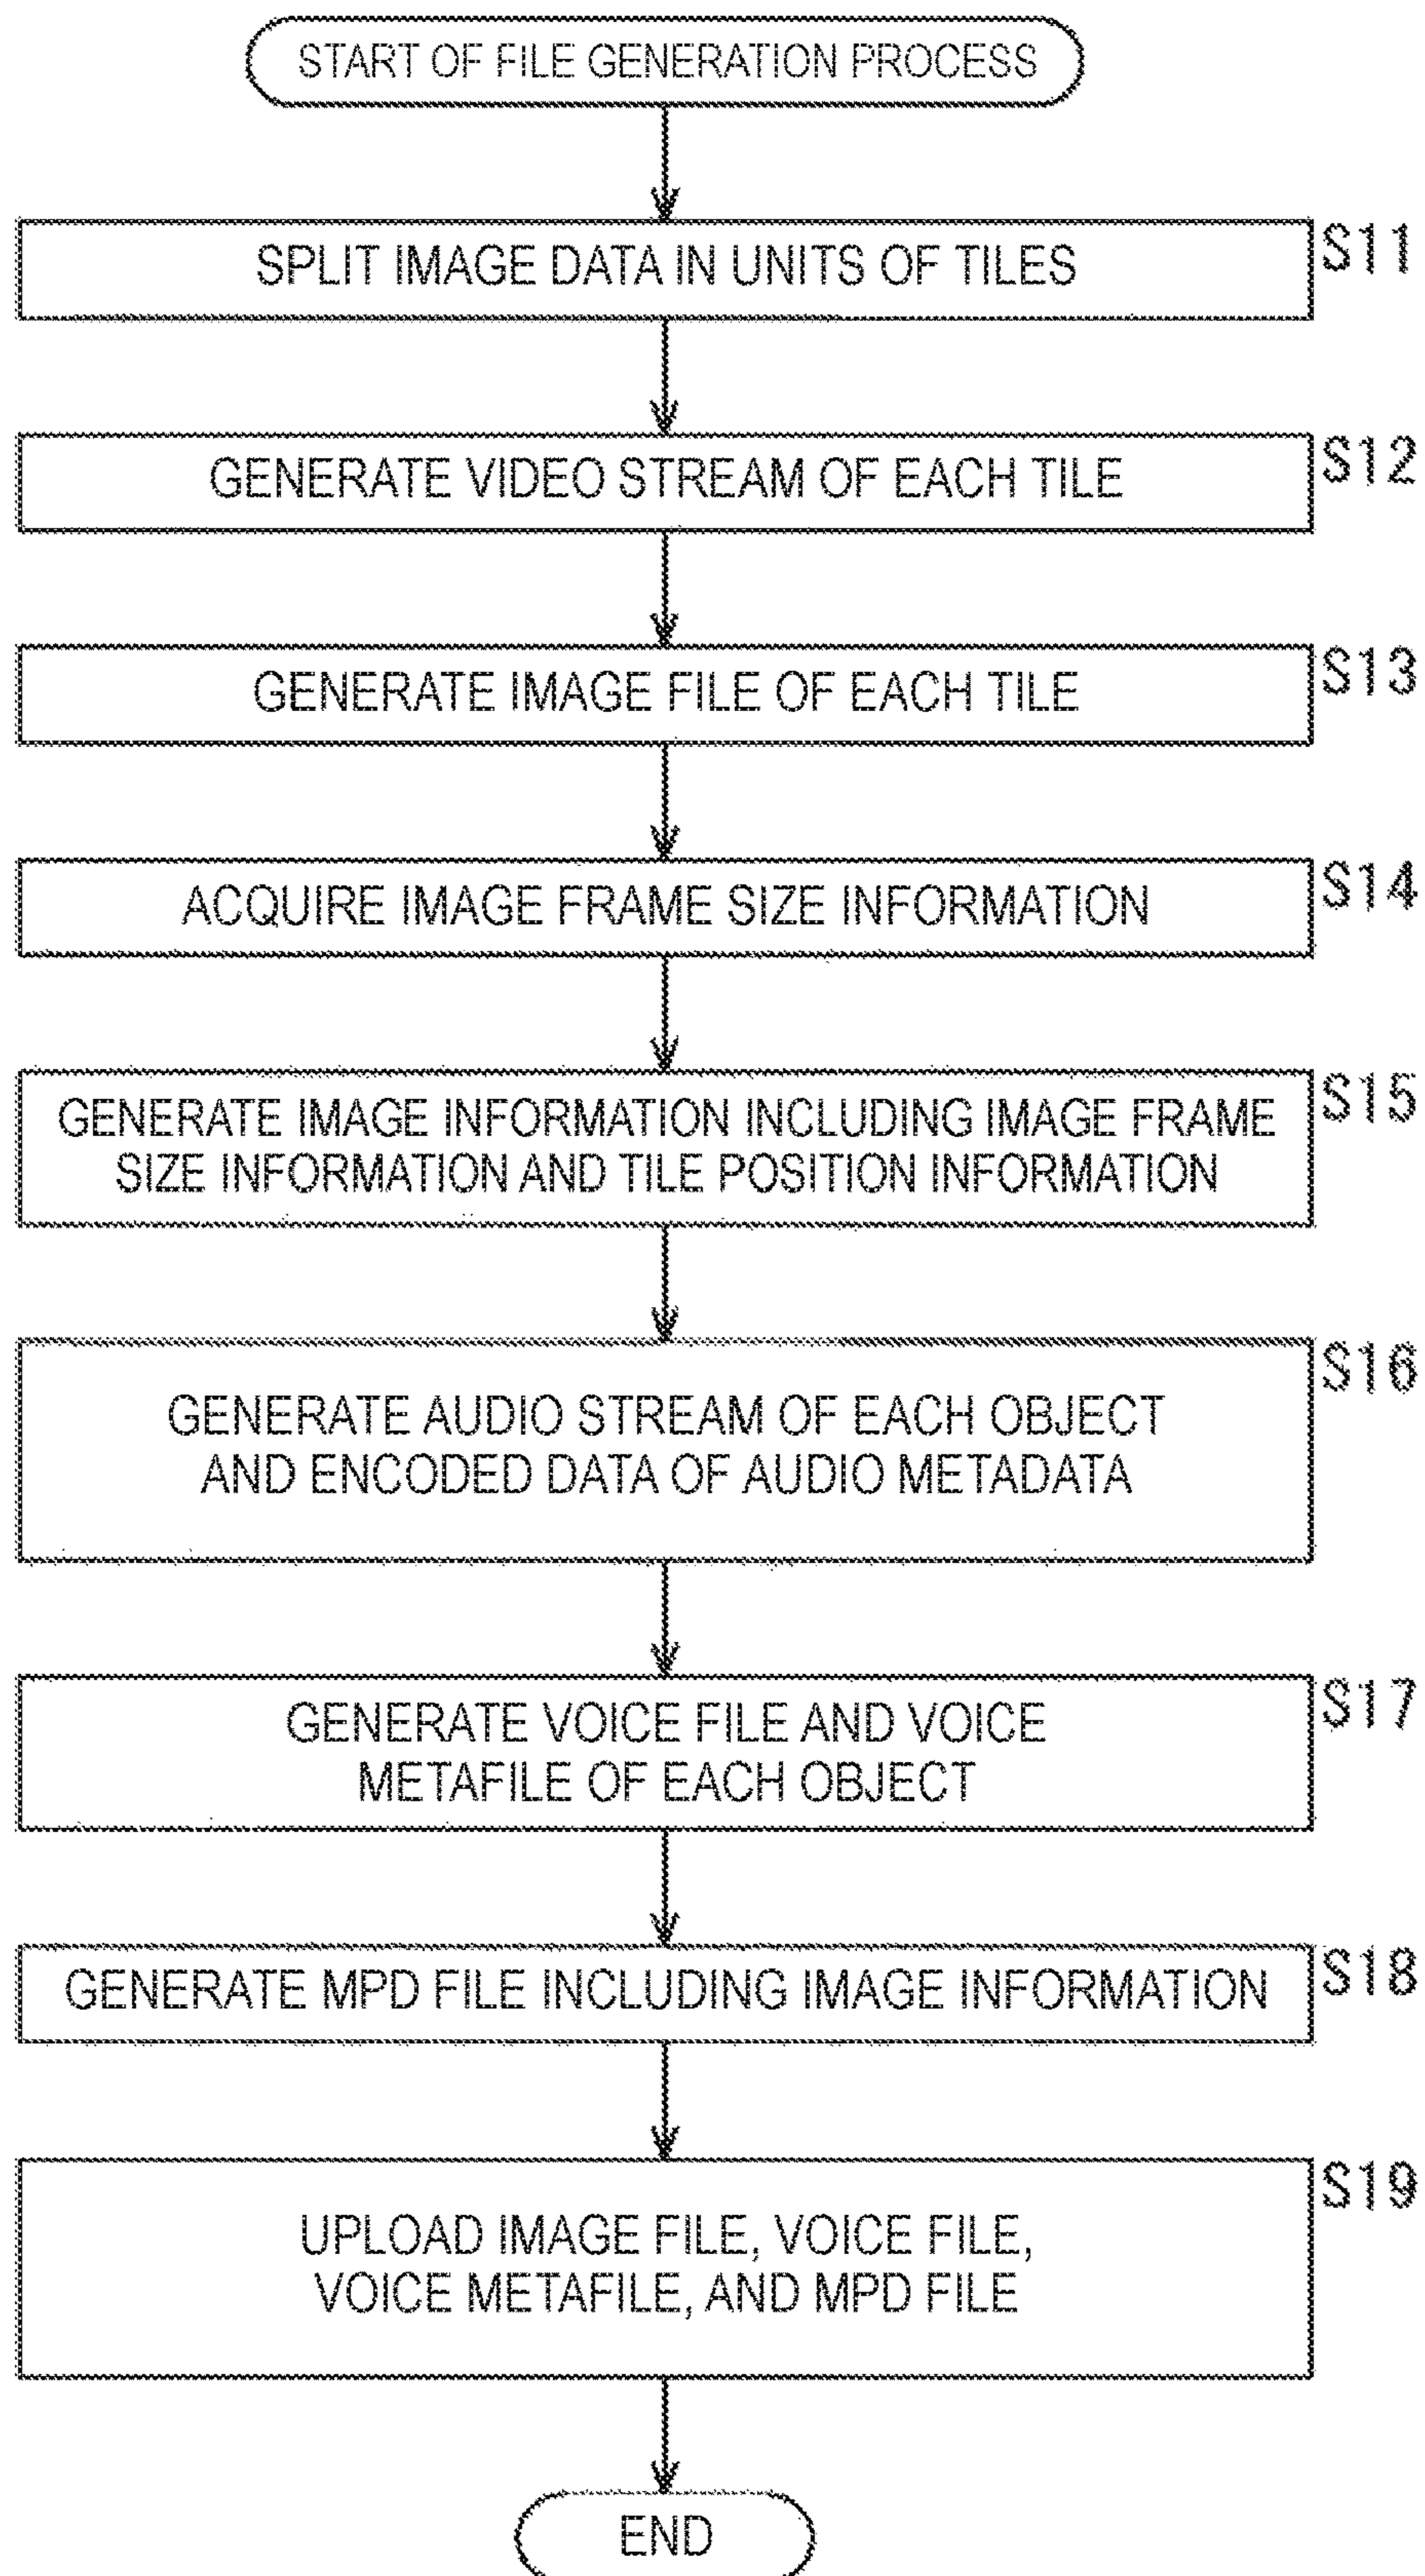 START OF FILE GENERATION PROCESS
S11
SPLIT IMAGE DATA IN UNITS OF TILES
S12
GENERATE VIDEO STREAM OF EACH TILE
S13
GENERATE IMAGE FILE OF EACH TILE
S14
ACQUIRE IMAGE FRAME SIZE INFORMATION
S15
GENERATE IMAGE INFORMATION INCLUDING IMAGE FRAME
SIZE INFORMATION AND TILE POSITION INFORMATION
S16
GENERATE AUDIO STREAM OF EACH OBJECT
AND ENCODED DATA OF AUDIO METADATA
S17
GENERATE VOICE FILE AND VOICE
METAFILE OF EACH OBJECT
S18
GENERATE MPD FILE INCLUDING IMAGE INFORMATION
S19
UPLOAD IMAGE FILE, VOICE FILE,
VOICE METAFILE, AND MPD FILE
END